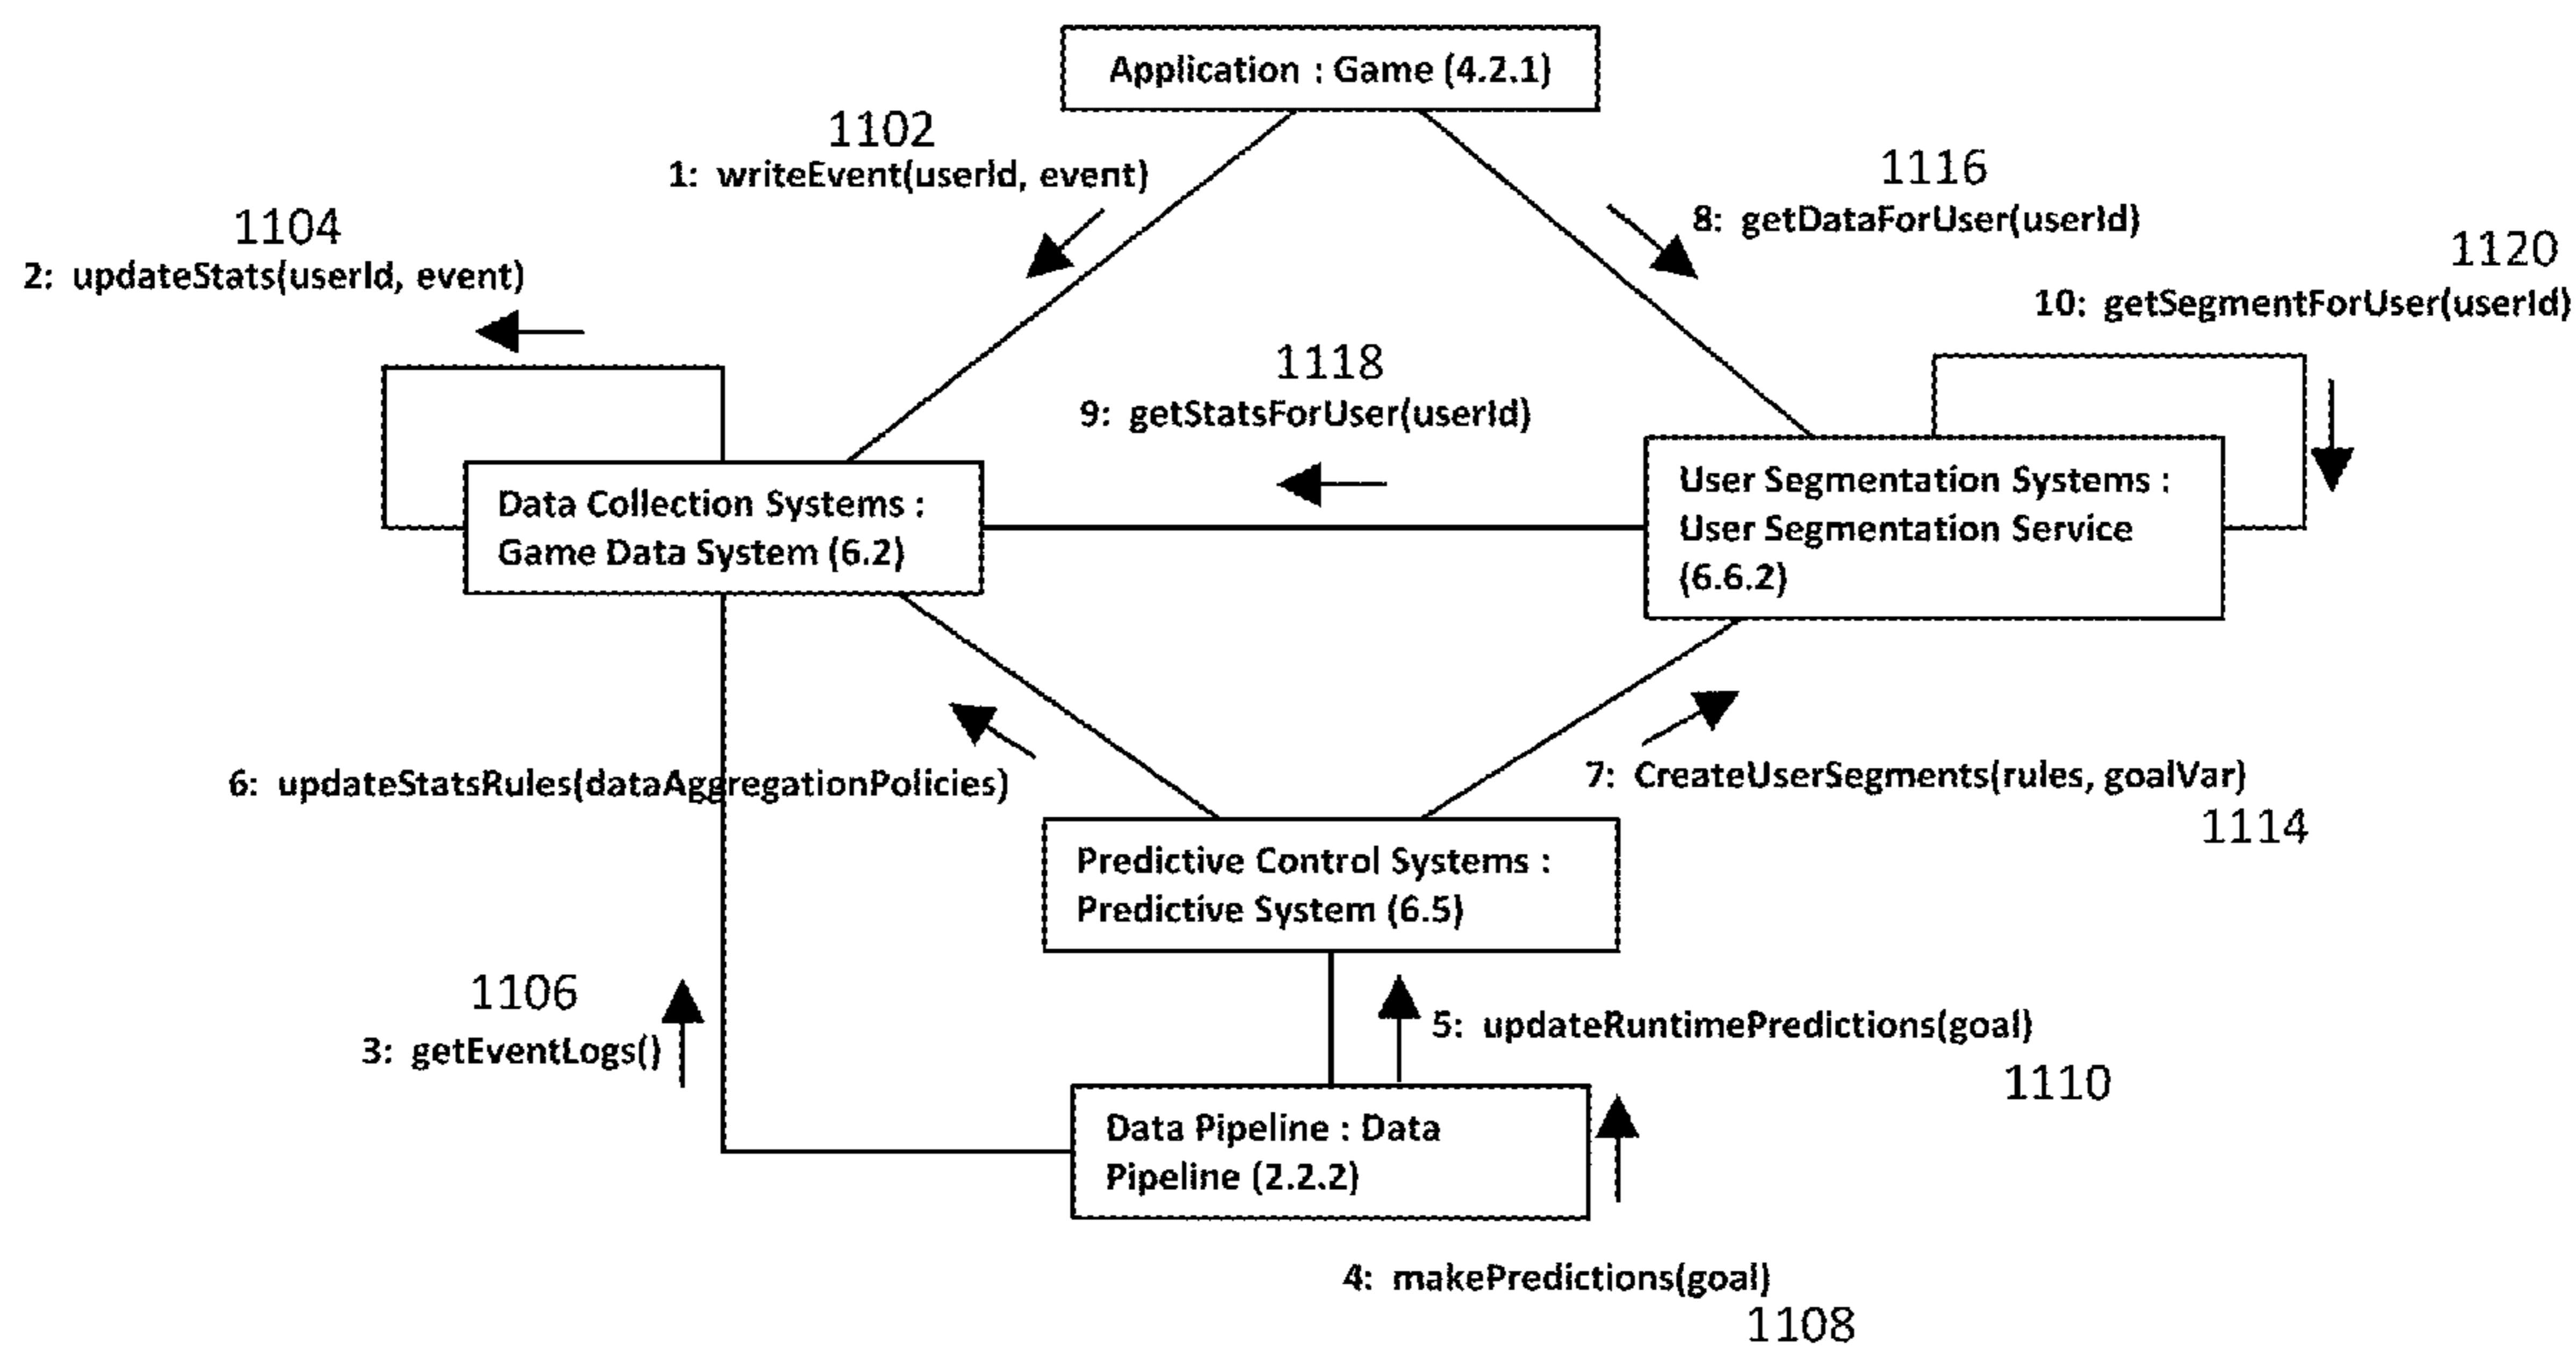 Application : Game (4.2.1)
1102
1: writeEvent(userId, event)
1116
8: getDataForUser(userId)
1104
2: updateStats(userId, event)
1120
10: getSegmentForUser(userId)
1118
9: getStatsForUser(userId)
Data Collection Systems :
Game Data System (6.2)
User Segmentation Systems :
User Segmentation Service
(6.6.2)
6: updateStatsRules(dataAggregationPolicies)
7: CreateUserSegments(rules, goalVar)
1114
Predictive Control Systems :
Predictive System (6.5)
1106
3: getEventLogs()
5: updateRuntimePredictions(goal)
1110
Data Pipeline : Data
Pipeline (2.2.2)
4: makePredictions(goal)
1108